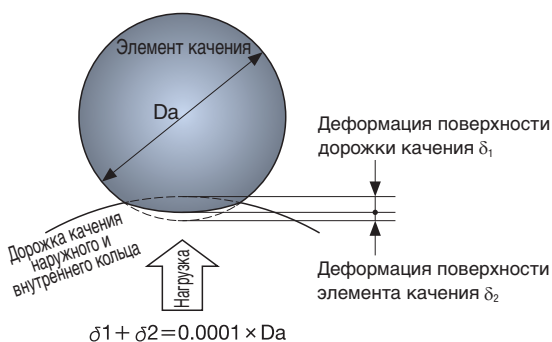 Элемент качения
Da
Деформация поверхности
дорожки качения δ₁
Дорожка качения
наружного и
внутреннего кольца
Нагрузка
Деформация поверхности
элемента качения δ₂
δ1+δ2=0.0001×Da